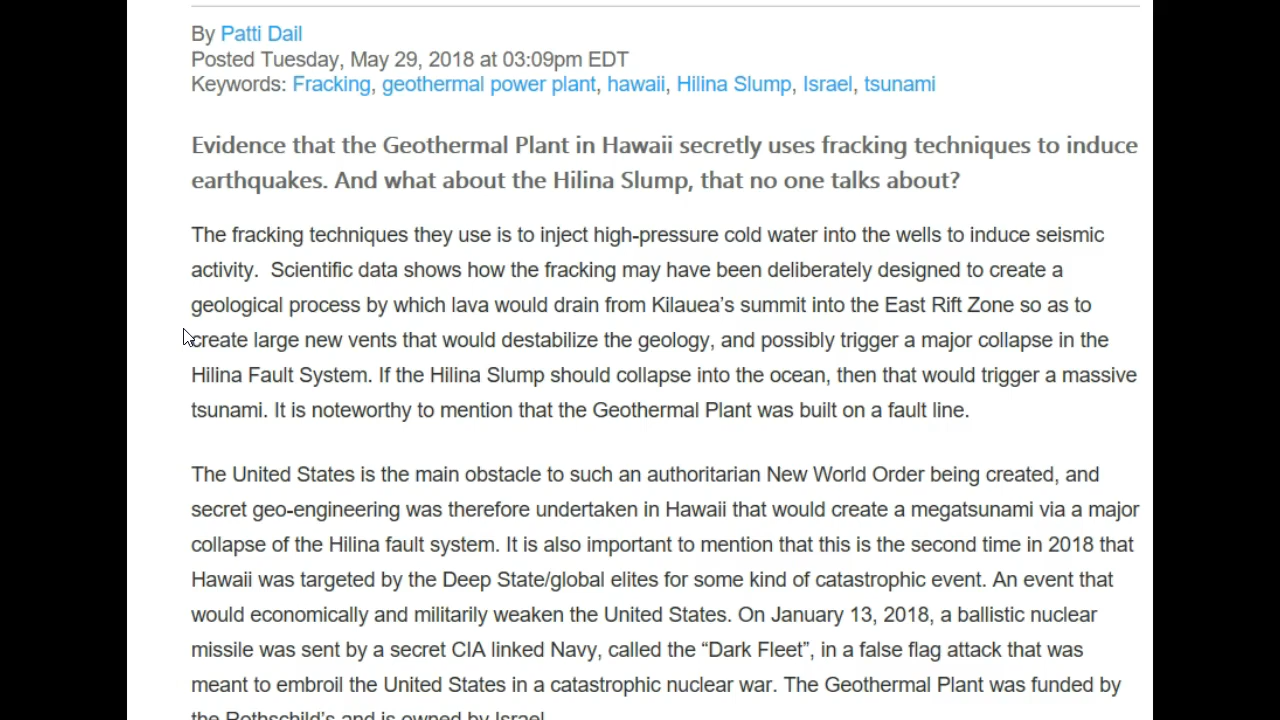 By Patti Dail
Posted Tuesday, May 29, 2018 at 03:09pm EDT
Keywords: Fracking, geothermal power plant, hawaii, Hilina Slump, Israel, tsunami
Evidence that the Geothermal Plant in Hawaii secretly uses fracking techniques to induce
earthquakes. And what about the Hilina Slump, that no one talks about?
The fracking techniques they use is to inject high-pressure cold water into the wells to induce seismic
activity.  Scientific data shows how the fracking may have been deliberately designed to create a
geological process by which lava would drain from Kilauea’s summit into the East Rift Zone so as to
create large new vents that would destabilize the geology, and possibly trigger a major collapse in the
Hilina Fault System. If the Hilina Slump should collapse into the ocean, then that would trigger a massive
tsunami. It is noteworthy to mention that the Geothermal Plant was built on a fault line.
The United States is the main obstacle to such an authoritarian New World Order being created, and
secret geo-engineering was therefore undertaken in Hawaii that would create a megatsunami via a major
collapse of the Hilina fault system. It is also important to mention that this is the second time in 2018 that
Hawaii was targeted by the Deep State/global elites for some kind of catastrophic event. An event that
would economically and militarily weaken the United States. On January 13, 2018, a ballistic nuclear
missile was sent by a secret CIA linked Navy, called the “Dark Fleet”, in a false flag attack that was
meant to embroil the United States in a catastrophic nuclear war. The Geothermal Plant was funded by
the Rothschild’s and is owned by Israel